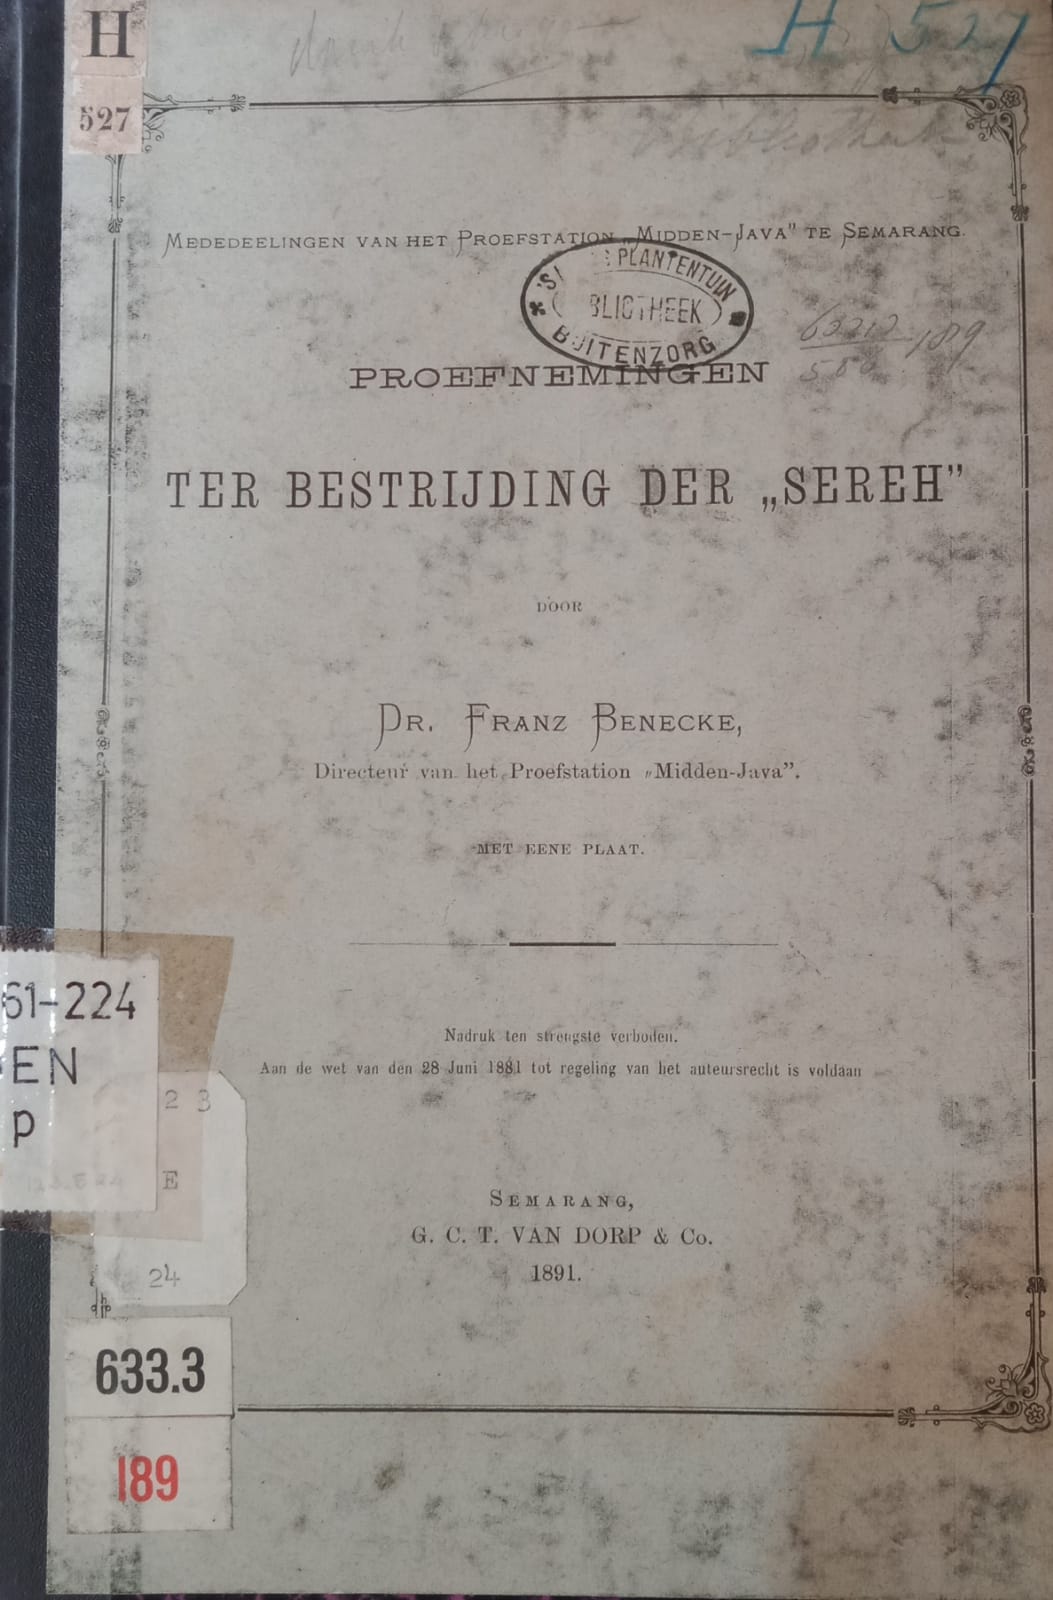 H
527
H 527
MEDEDEELINGEN VAN HET PROEFSTATION „MIDDEN-JAVA" TE SEMARANG.
PLANTENTUIN
BUITENZORG
PROEFNEMINGEN
TER BESTRIJDING DER „SEREH”
DOOR
DR. FRANZ BENECKE,
Directeur van het Proefstation „Midden-Java”.
MET EENE PLAAT.
Nadruk ten strengste verboden.
Aan de wet van den 28 Juni 1881 tot regeling van het auteursrecht is voldaan
61-224
EN
p
2 3
E
24
SEMARANG,
G. C. T. VAN DORP & Co.
1891.
633.3
189